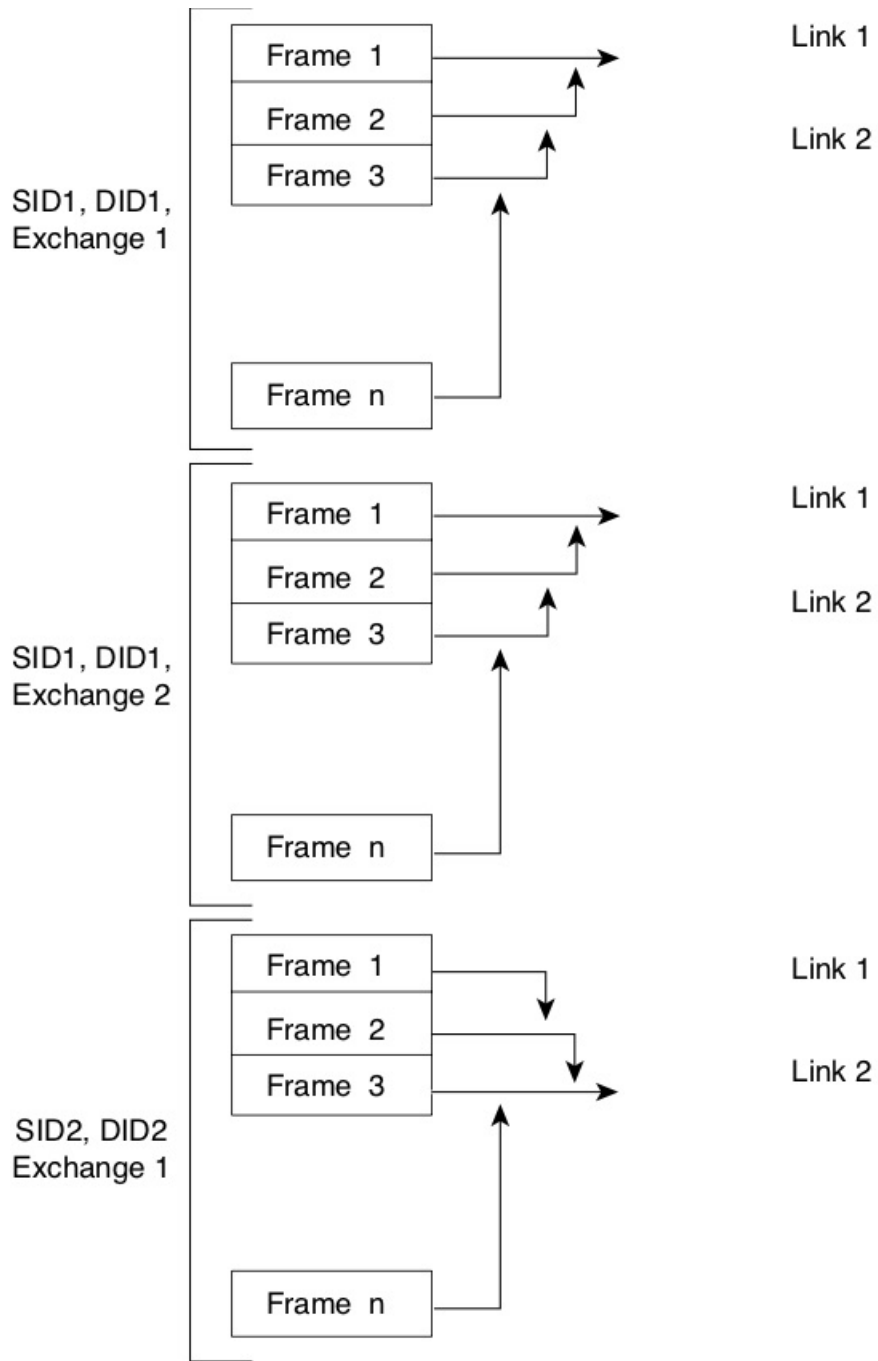 Frame 1
Link 1
Frame 2
Link 2
Frame 3
SID1, DID1,
Exchange 1
Frame n
Frame 1
Link 1
Frame 2
Link 2
Frame 3
SID1, DID1,
Exchange 2
Frame n
Frame 1
Link 1
Frame 2
Link 2
Frame 3
SID2, DID2
Exchange 1
Frame n